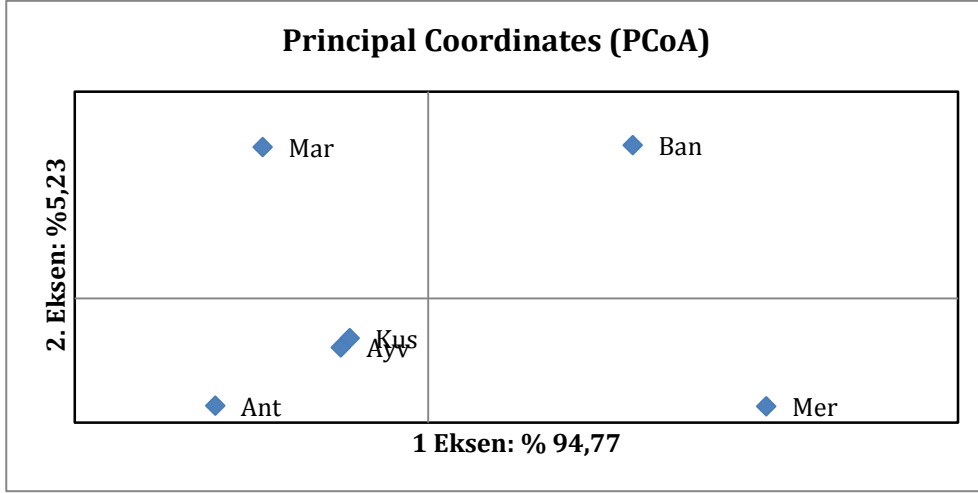 Principal Coordinates (PCoA)
Mar
Ban
2. Eksen: %5,23
Kus
Ayv
Ant
Mer
1 Eksen: % 94,77